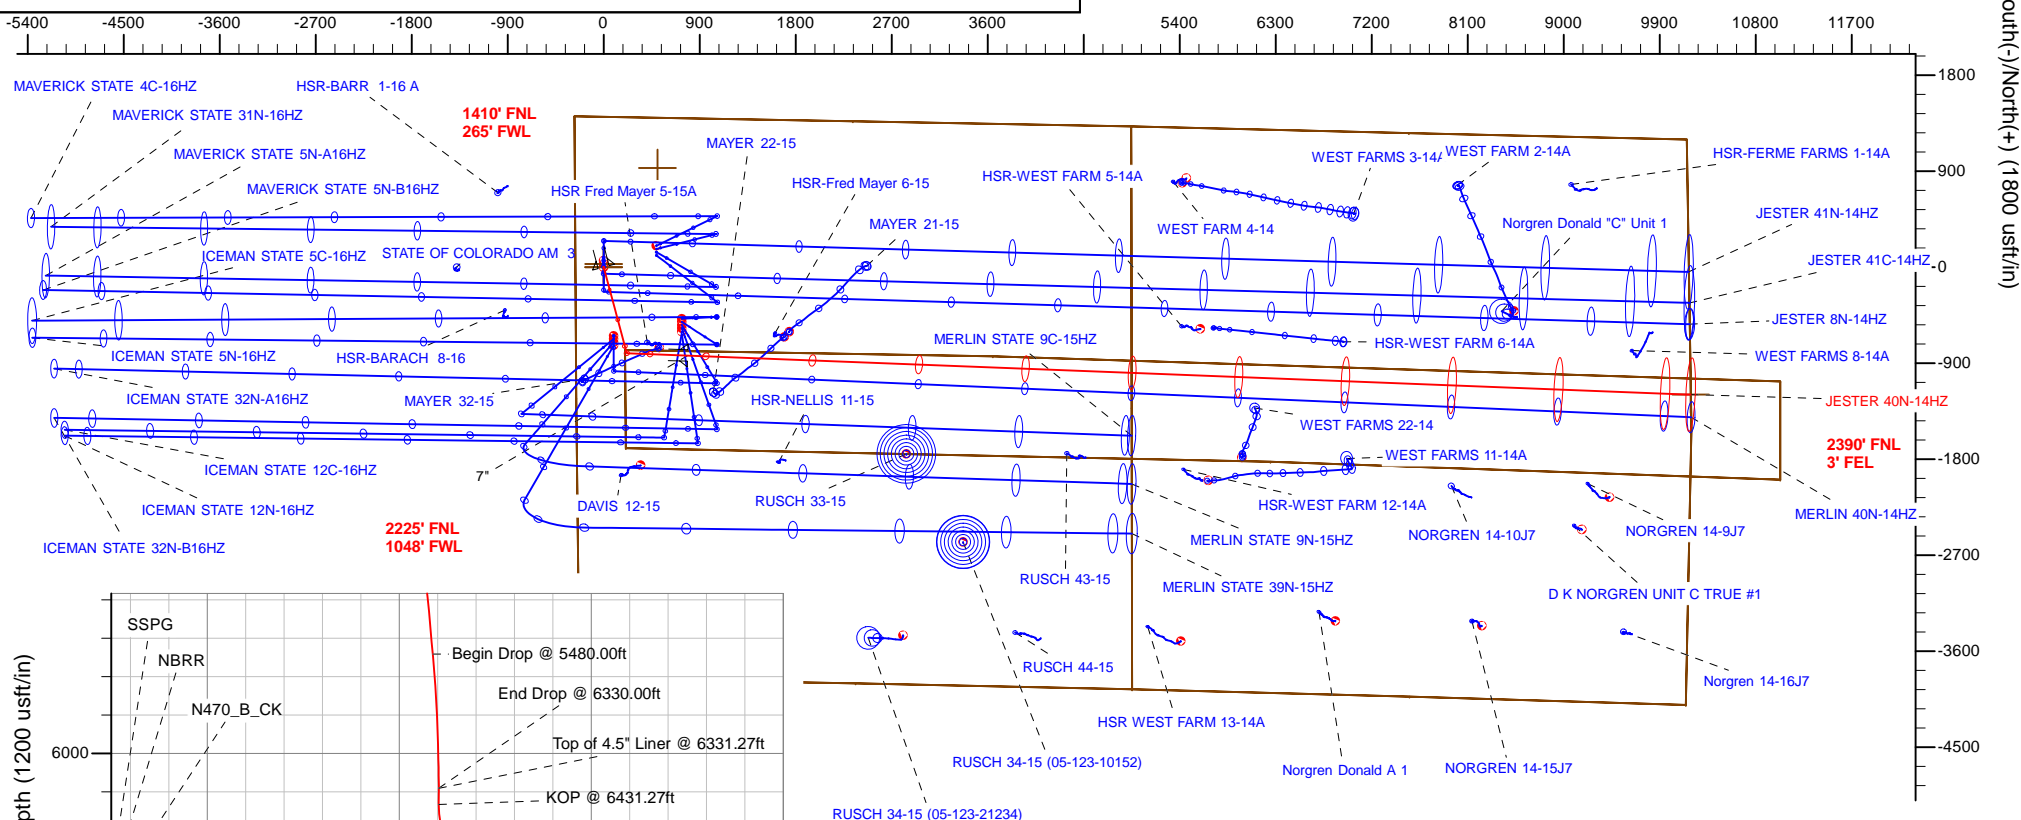 -5400 -4500 -3600 -2700 -1800 -900 0 900 1800 2700 3600 5400 6300 7200 8100 9000 9900 10800 11700
outh(-)/North(+) (1800 usft/in)
1800
900
0
-900
-1800
-2700
-3600
-4500
MAVERICK STATE 4C-16HZ
HSR-BARR 1-16 A
MAVERICK STATE 31N-16HZ
1410' FNL
265' FWL
MAVERICK STATE 5N-A16HZ
MAYER 22-15
WEST FARMS 3-14A
WEST FARM 2-14A
HSR-FERME FARMS 1-14A
MAVERICK STATE 5N-B16HZ
HSR Fred Mayer 5-15A
HSR-Fred Mayer 6-15
HSR-WEST FARM 5-14A
JESTER 41N-14HZ
MAYER 21-15
WEST FARM 4-14
Norgren Donald "C" Unit 1
ICEMAN STATE 5C-16HZ
STATE OF COLORADO AM 3
JESTER 41C-14HZ
JESTER 8N-14HZ
ICEMAN STATE 5N-16HZ
HSR-BARACH 8-16
MERLIN STATE 9C-15HZ
HSR-WEST FARM 6-14A
WEST FARMS 8-14A
ICEMAN STATE 32N-A16HZ
MAYER 32-15
HSR-NELLIS 11-15
JESTER 40N-14HZ
WEST FARMS 22-14
2390' FNL
3' FEL
WEST FARMS 11-14A
ICEMAN STATE 12C-16HZ
7"
DAVIS 12-15
RUSCH 33-15
HSR-WEST FARM 12-14A
ICEMAN STATE 12N-16HZ
MERLIN 40N-14HZ
2225' FNL
1048' FWL
MERLIN STATE 9N-15HZ
NORGREN 14-10J7
NORGREN 14-9J7
ICEMAN STATE 32N-B16HZ
RUSCH 43-15
MERLIN STATE 39N-15HZ
D K NORGREN UNIT C TRUE #1
SSPG
NBRR
N470_B_CK
Begin Drop @ 5480.00ft
End Drop @ 6330.00ft
Top of 4.5" Liner @ 6331.27ft
KOP @ 6431.27ft
6000
pth (1200 usft/in)
RUSCH 44-15
Norgren 14-16J7
HSR WEST FARM 13-14A
RUSCH 34-15 (05-123-10152)
Norgren Donald A 1
NORGREN 14-15J7
RUSCH 34-15 (05-123-21234)